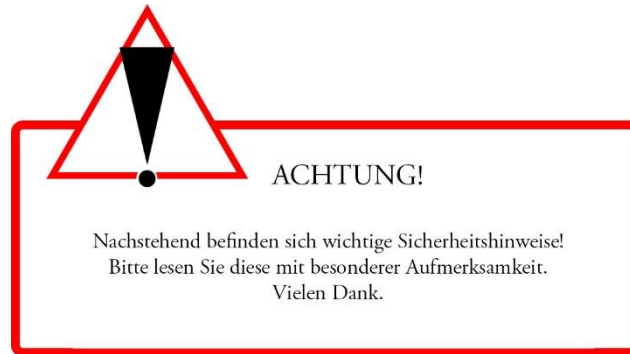 ACHTUNG!
Nachstehend befinden sich wichtige Sicherheitshinweise!
Bitte lesen Sie diese mit besonderer Aufmerksamkeit.
Vielen Dank.